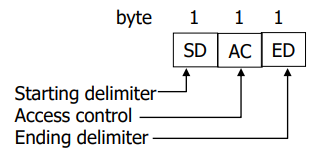 byte 1 1 1
SD AC ED
Starting delimiter
Access control
Ending delimiter